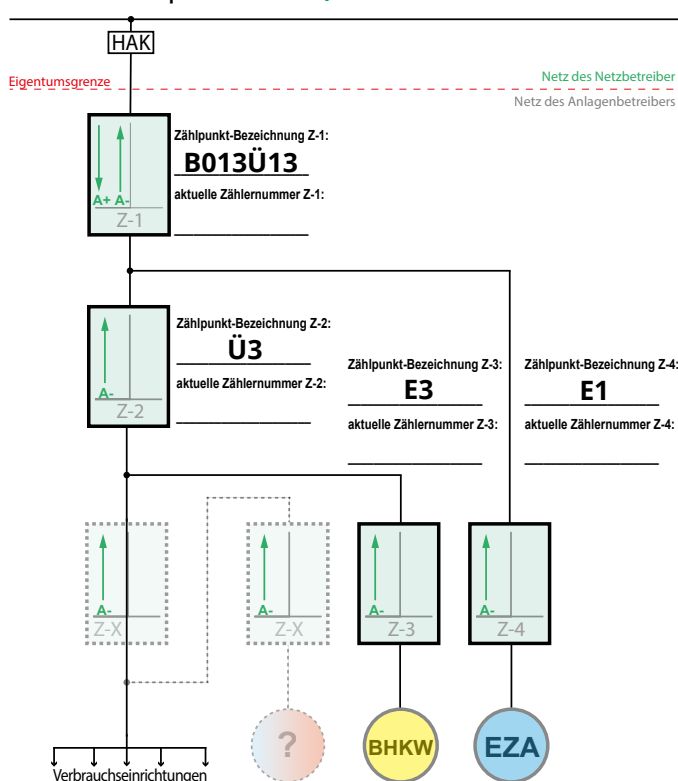 HAK
Eigentumsgrenze
Netz des Netzbetreiber
Netz des Anlagenbetreibers
Zählpunkt-Bezeichnung Z-1:
B013Ü13
aktuelle Zählernummer Z-1:
A+ A-
Z-1
Zählpunkt-Bezeichnung Z-2:
Ü3
aktuelle Zählernummer Z-2:
A-
Z-2
Zählpunkt-Bezeichnung Z-3:
E3
aktuelle Zählernummer Z-3:
Zählpunkt-Bezeichnung Z-4:
E1
aktuelle Zählernummer Z-4:
A-
Z-X
A-
Z-X
A-
Z-3
A-
Z-4
?
BHKW
EZA
Verbrauchseinrichtungen